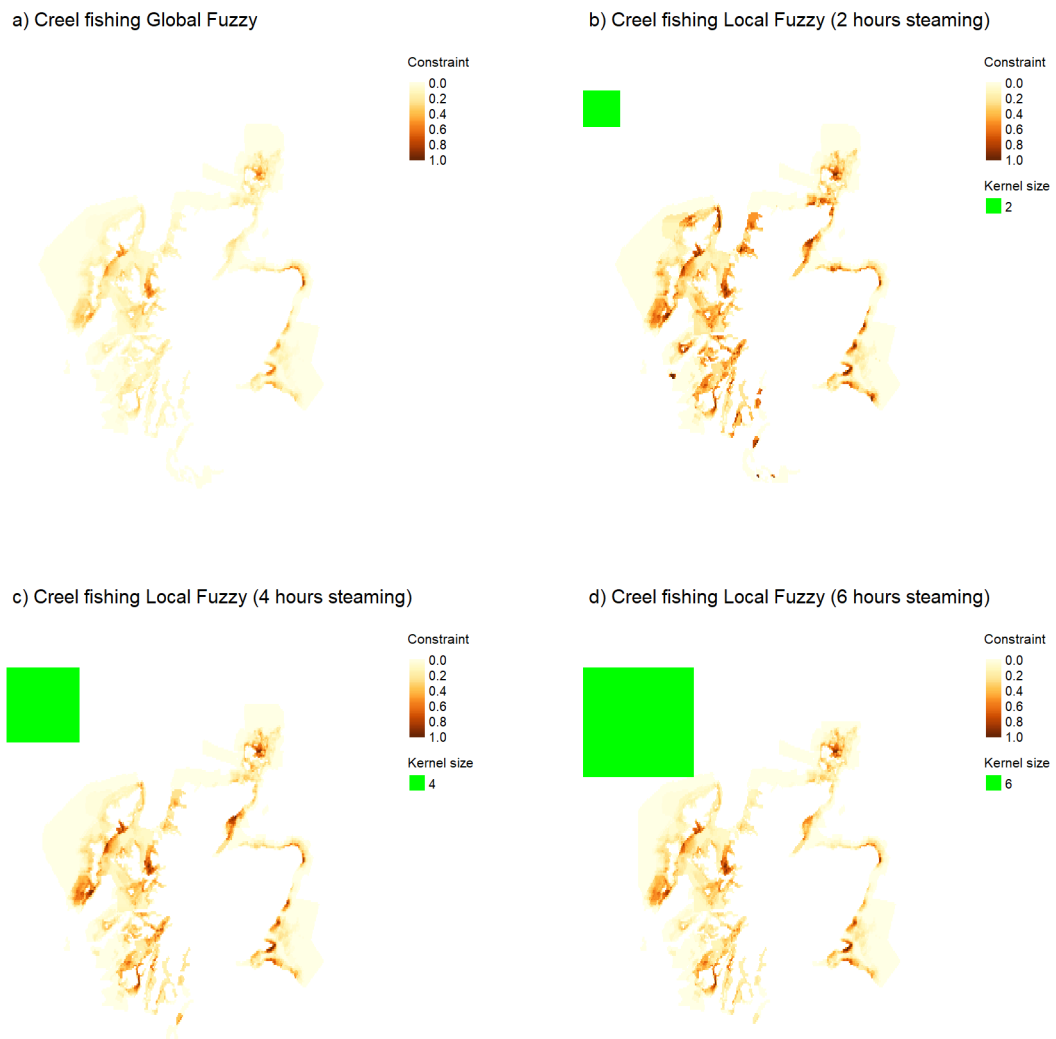 a) Creel fishing Global Fuzzy
Constraint
0.0
0.2
0.4
0.6
0.8
1.0
b) Creel fishing Local Fuzzy (2 hours steaming)
Constraint
0.0
0.2
0.4
0.6
0.8
1.0
Kernel size
2
c) Creel fishing Local Fuzzy (4 hours steaming)
Constraint
0.0
0.2
0.4
0.6
0.8
1.0
Kernel size
4
d) Creel fishing Local Fuzzy (6 hours steaming)
Constraint
0.0
0.2
0.4
0.6
0.8
1.0
Kernel size
6